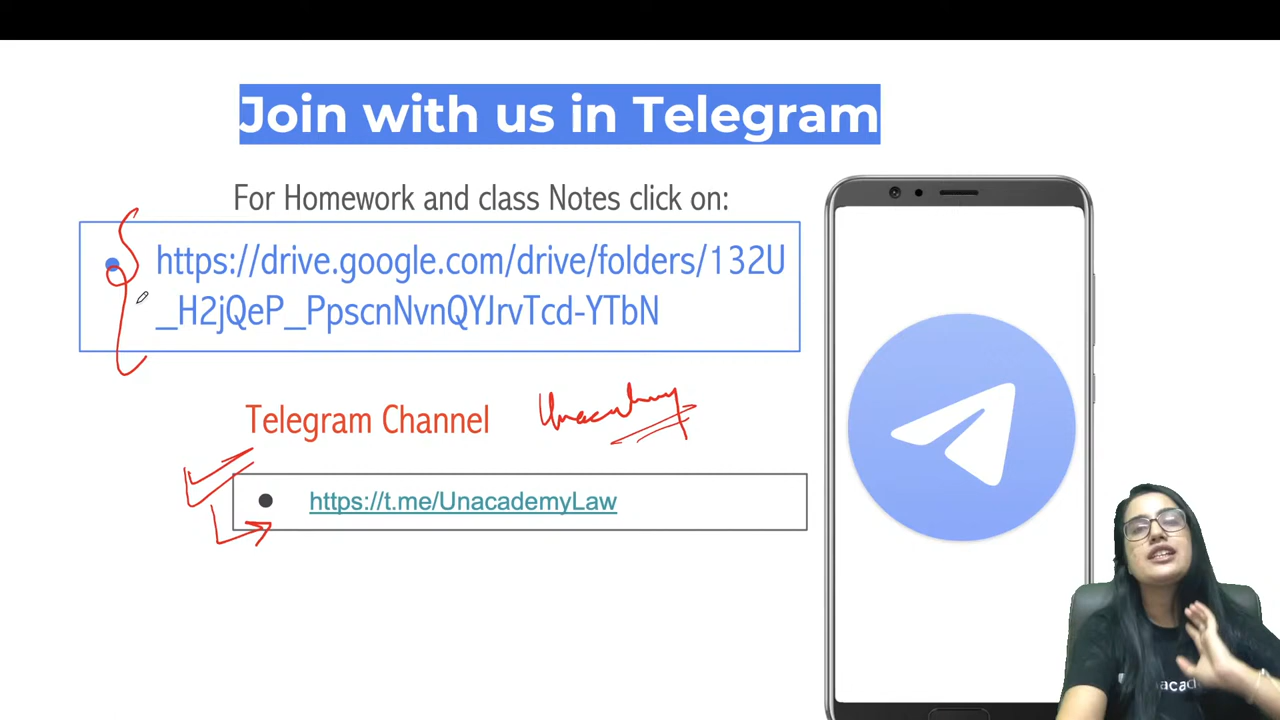 Join with us in Telegram
For Homework and class Notes click on:
https://drive.google.com/drive/folders/132U
_H2jQeP_PpscnNvnQYJrvTcd-YTbN
Telegram Channel Unacademy
https://t.me/UnacademyLaw